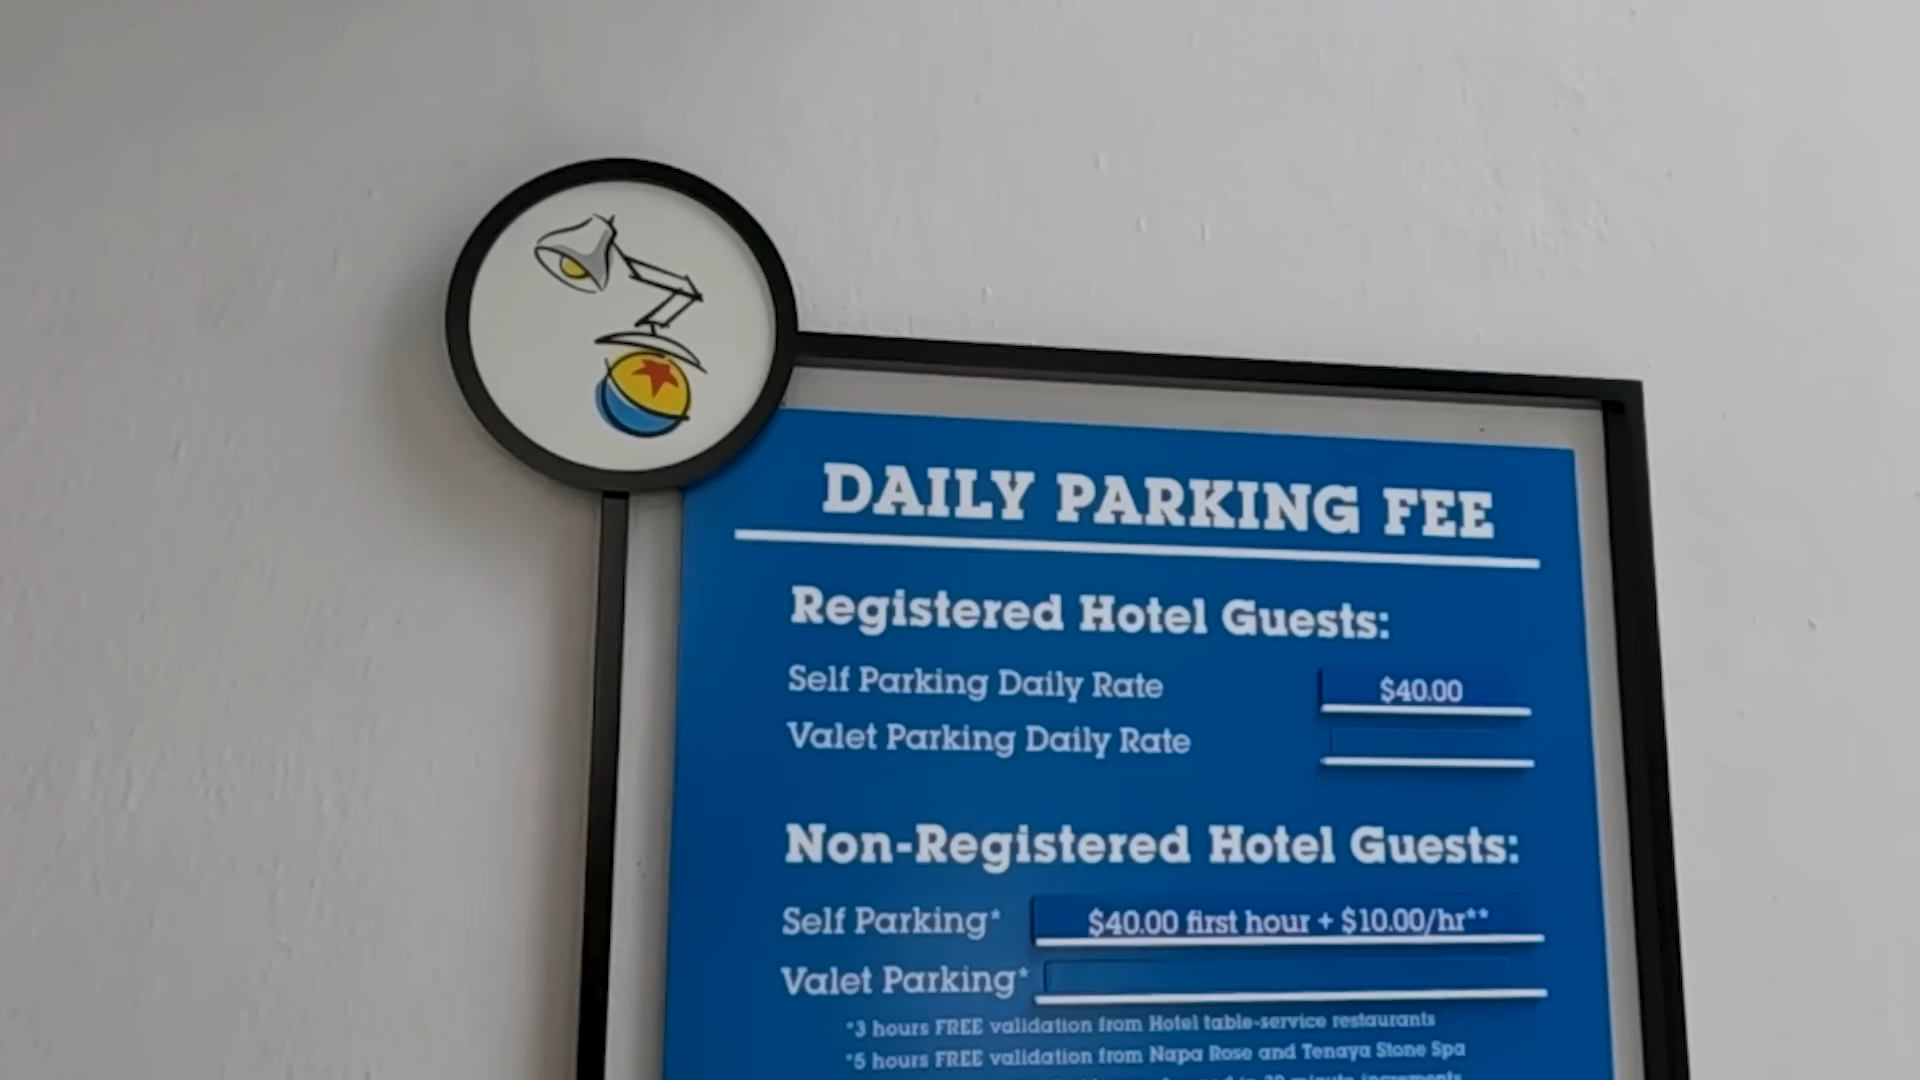 DAILY PARKING FEE
Registered Hotel Guests:
Self Parking Daily Rate $40.00
Valet Parking Daily Rate
Non-Registered Hotel Guests:
Self Parking* $40.00 first hour + $10.00/hr**
Valet Parking*
*3 hours FREE validation from Hotel table-service restaurants
*5 hours FREE validation from Napa Rose and Tenaya Stone Spa
minute increments